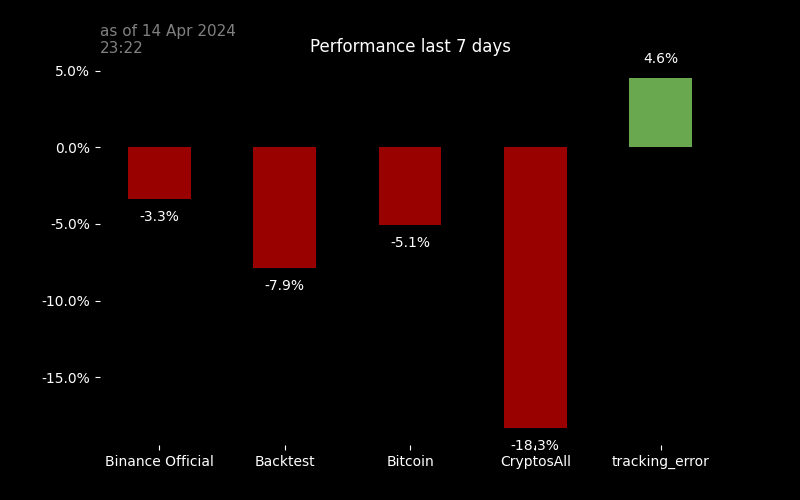 as of 14 Apr 2024
23:22
Performance last 7 days
4.6%
5.0%
0.0%
-5.0%
-10.0%
-15.0%
-3.3%
-7.9%
-5.1%
-18.3%
Binance Official
Backtest
Bitcoin
CryptosAll
tracking_error